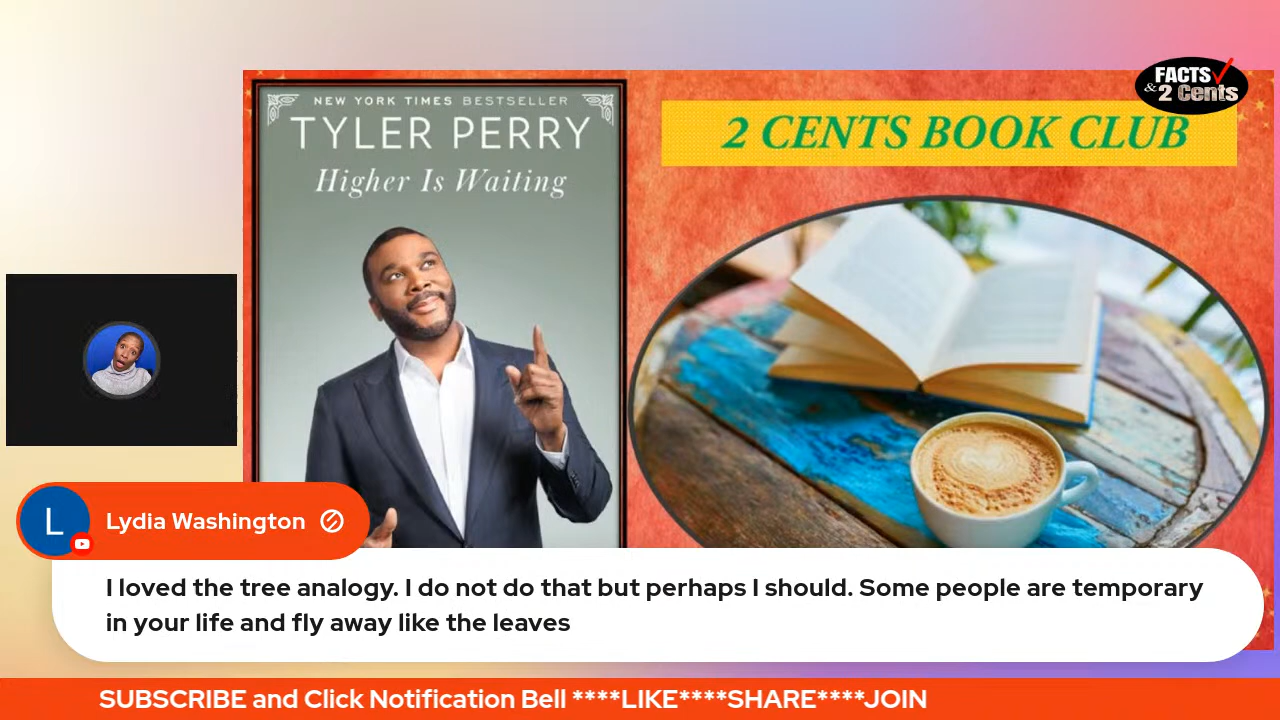 FACTS
& 2 Cents
NEW YORK TIMES BESTSELLER
TYLER PERRY
Higher Is Waiting
2 CENTS BOOK CLUB
L
Lydia Washington
I loved the tree analogy. I do not do that but perhaps I should. Some people are temporary
in your life and fly away like the leaves
SUBSCRIBE and Click Notification Bell ****LIKE****SHARE****JOIN